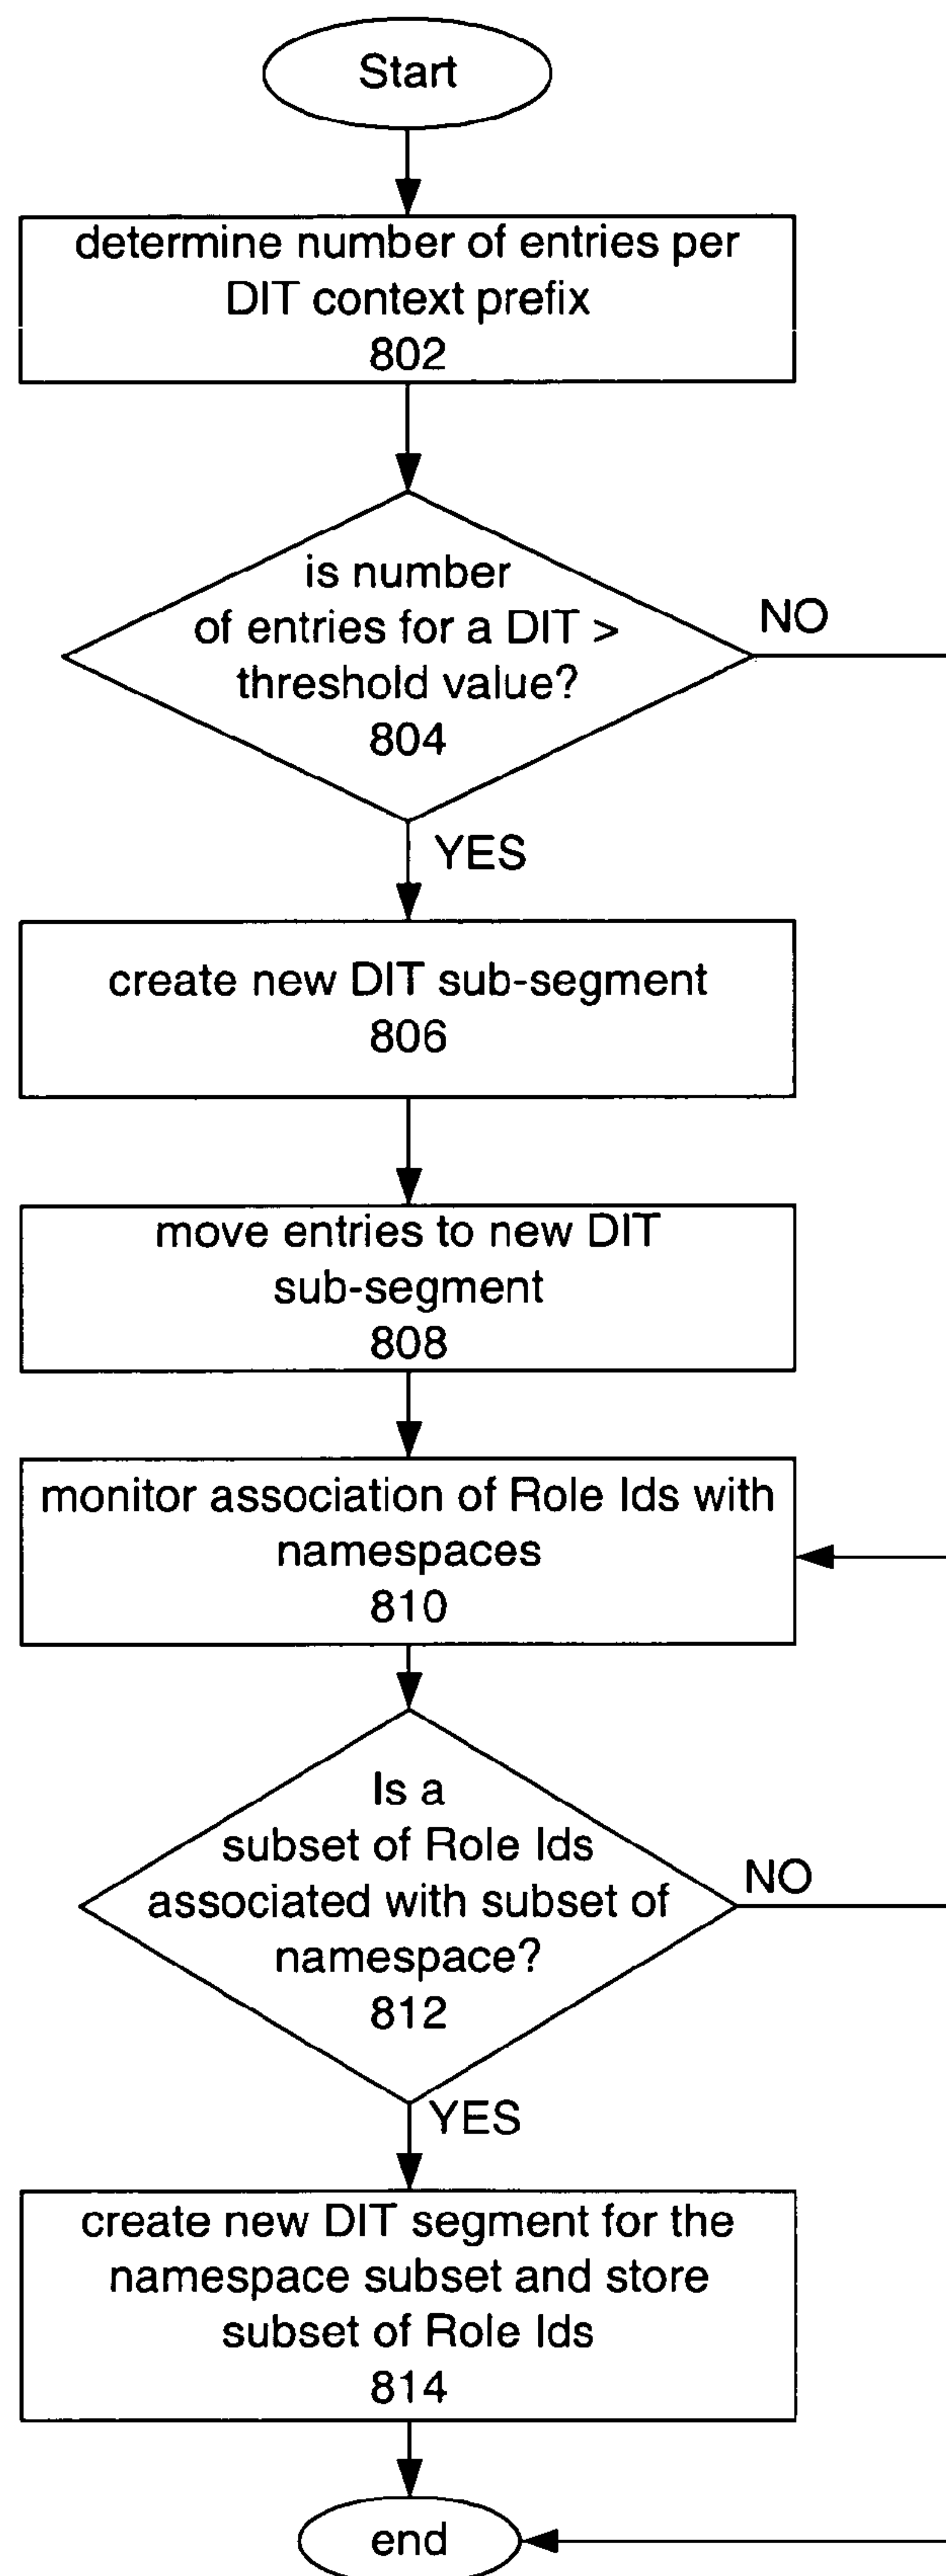 Start
determine number of entries per
DIT context prefix
802
is number
of entries for a DIT >
threshold value?
804
NO
YES
create new DIT sub-segment
806
move entries to new DIT
sub-segment
808
monitor association of Role Ids with
namespaces
810
Is a
subset of Role Ids
associated with subset of
namespace?
812
NO
YES
create new DIT segment for the
namespace subset and store
subset of Role Ids
814
end